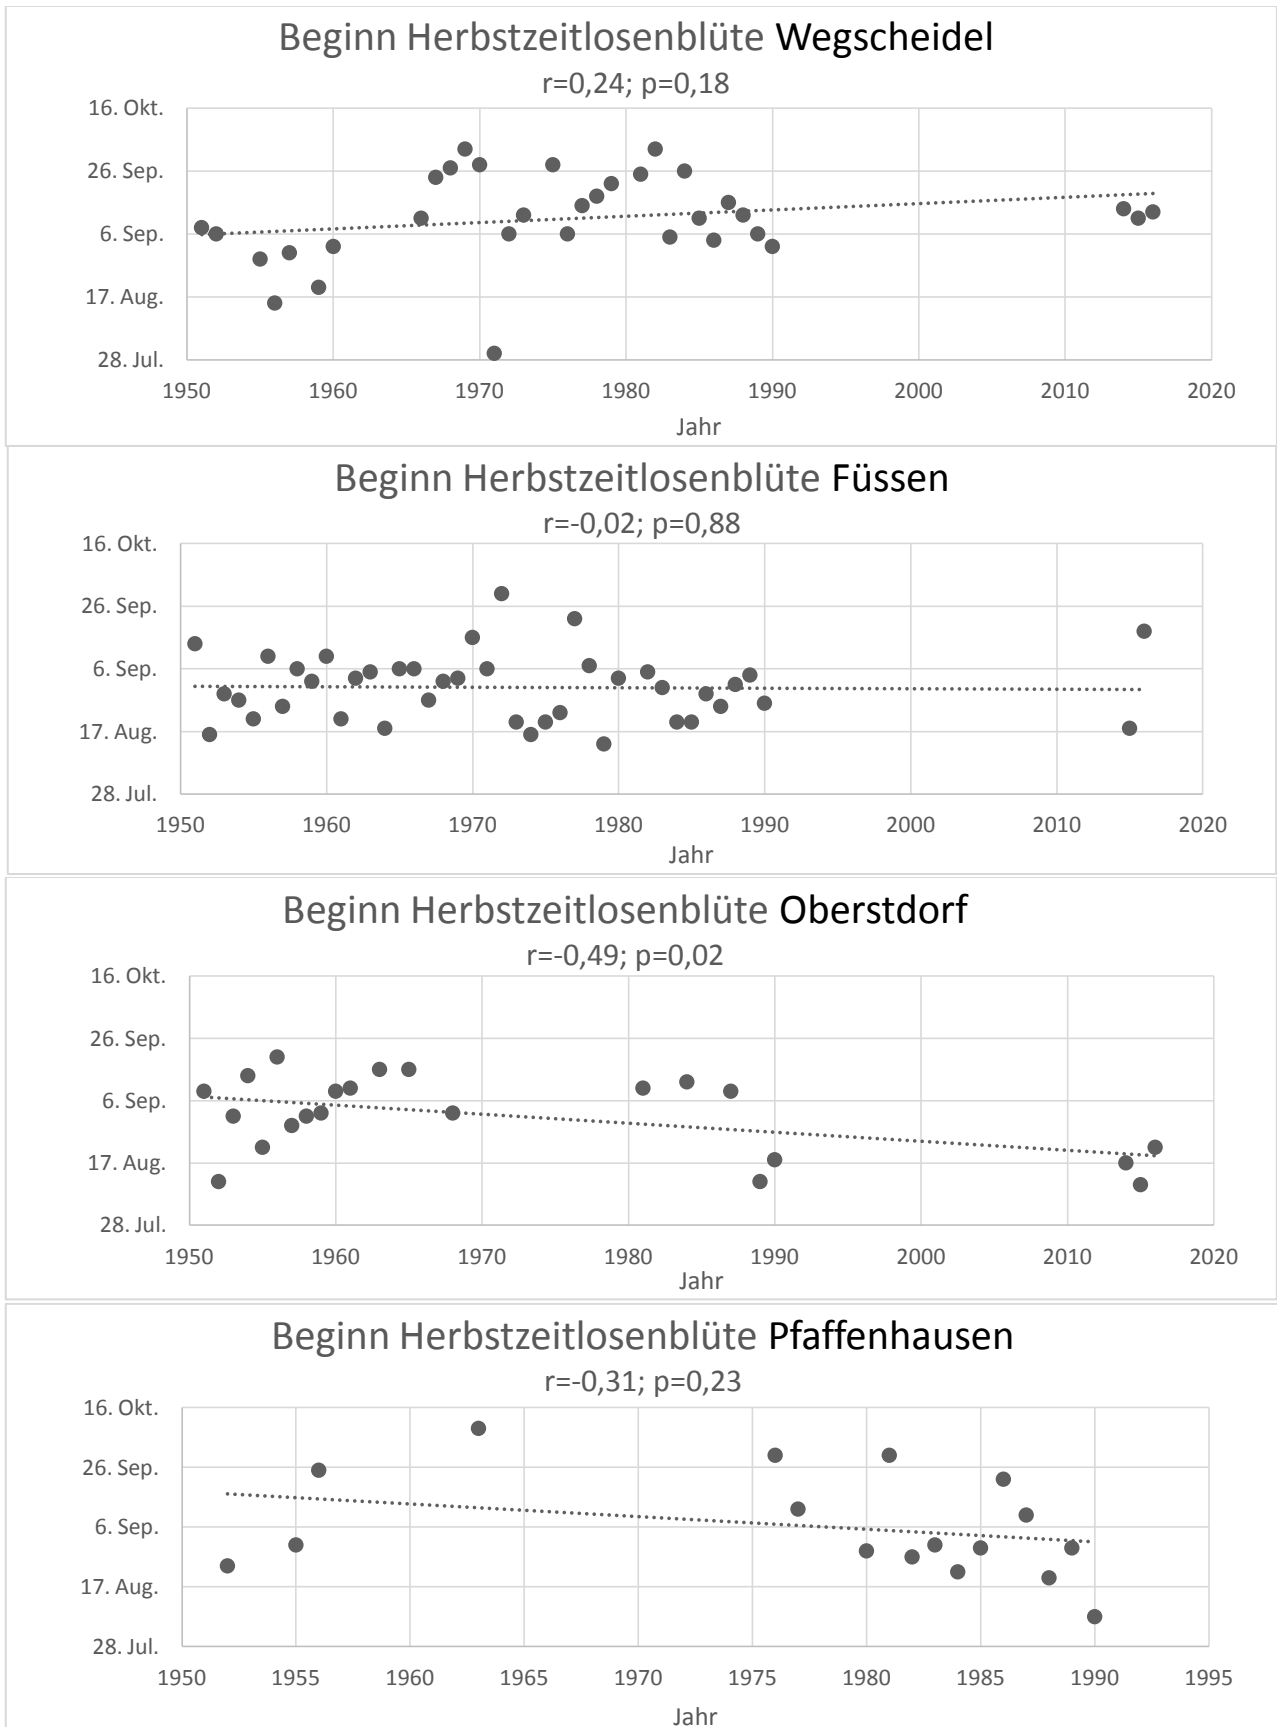 Beginn Herbstzeitlosenblüte Wegscheidel
r=0,24; p=0,18
16. Okt.
26. Sep.
6. Sep.
17. Aug.
28. Jul.
1950 1960 1970 1980 1990 2000 2010 2020
Jahr
Beginn Herbstzeitlosenblüte Füssen
r=-0,02; p=0,88
16. Okt.
26. Sep.
6. Sep.
17. Aug.
28. Jul.
1950 1960 1970 1980 1990 2000 2010 2020
Jahr
Beginn Herbstzeitlosenblüte Oberstdorf
r=-0,49; p=0,02
16. Okt.
26. Sep.
6. Sep.
17. Aug.
28. Jul.
1950 1960 1970 1980 1990 2000 2010 2020
Jahr
Beginn Herbstzeitlosenblüte Pfaffenhausen
r=-0,31; p=0,23
16. Okt.
26. Sep.
6. Sep.
17. Aug.
28. Jul.
1950 1955 1960 1965 1970 1975 1980 1985 1990 1995
Jahr